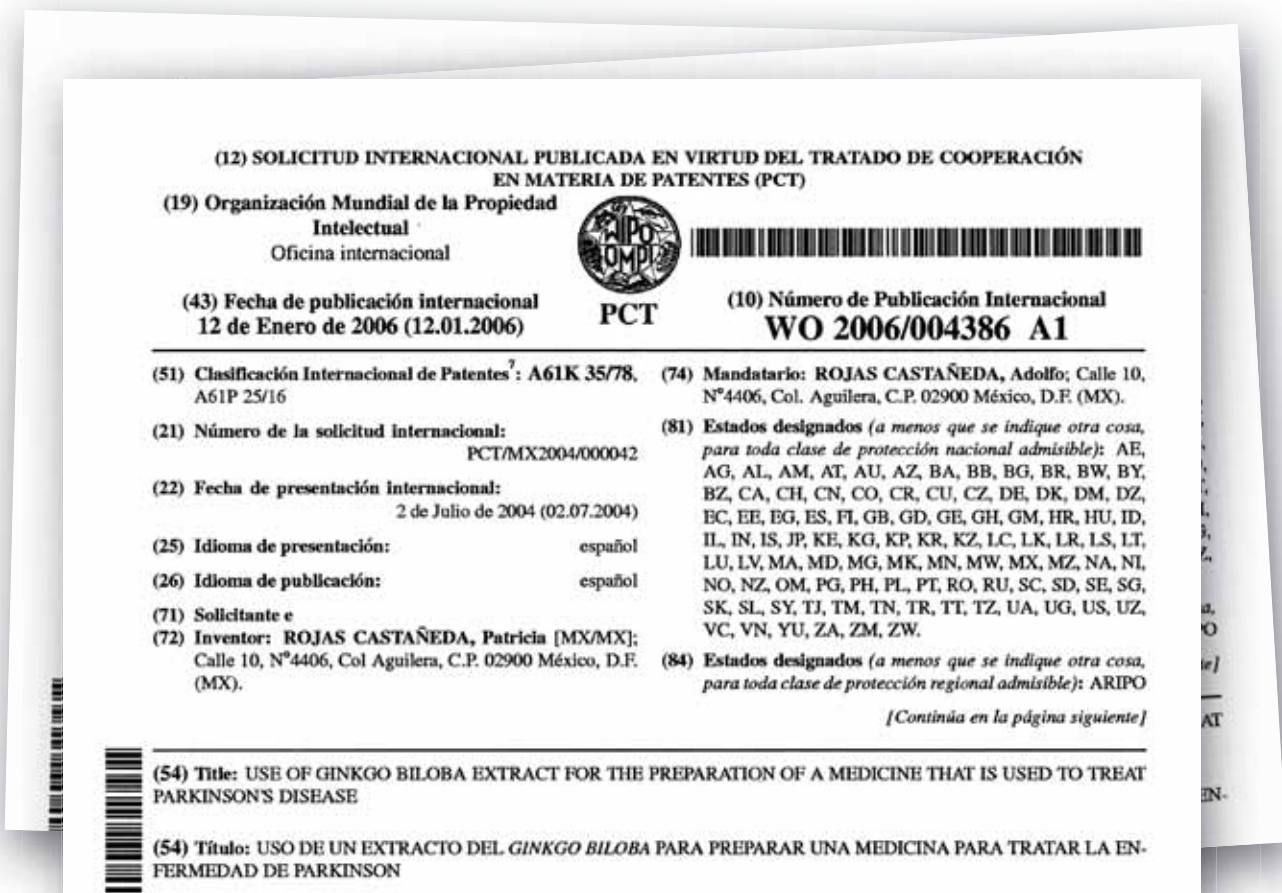 (12) SOLICITUD INTERNACIONAL PUBLICADA EN VIRTUD DEL TRATADO DE COOPERACIÓN
EN MATERIA DE PATENTES (PCT)
(19) Organización Mundial de la Propiedad
Intelectual
Oficina internacional
WIPO
OMPI
PCT
(43) Fecha de publicación internacional
12 de Enero de 2006 (12.01.2006)
(10) Número de Publicación Internacional
WO 2006/004386 A1
(51) Clasificación Internacional de Patentes⁷: A61K 35/78,
A61P 25/16
(21) Número de la solicitud internacional:
PCT/MX2004/000042
(22) Fecha de presentación internacional:
2 de Julio de 2004 (02.07.2004)
(25) Idioma de presentación: español
(26) Idioma de publicación: español
(71) Solicitante e
(72) Inventor: ROJAS CASTAÑEDA, Patricia [MX/MX];
Calle 10, N°4406, Col Aguilera, C.P. 02900 México, D.F.
(MX).
(74) Mandatario: ROJAS CASTAÑEDA, Adolfo; Calle 10,
N°4406, Col. Aguilera, C.P. 02900 México, D.F. (MX).
(81) Estados designados (a menos que se indique otra cosa,
para toda clase de protección nacional admisible): AE,
AG, AL, AM, AT, AU, AZ, BA, BB, BG, BR, BW, BY,
BZ, CA, CH, CN, CO, CR, CU, CZ, DE, DK, DM, DZ,
EC, EE, EG, ES, FI, GB, GD, GE, GH, GM, HR, HU, ID,
IL, IN, IS, JP, KE, KG, KP, KR, KZ, LC, LK, LR, LS, LT,
LU, LV, MA, MD, MG, MK, MN, MW, MX, MZ, NA, NI,
NO, NZ, OM, PG, PH, PL, PT, RO, RU, SC, SD, SE, SG,
SK, SL, SY, TJ, TM, TN, TR, TT, TZ, UA, UG, US, UZ,
VC, VN, YU, ZA, ZM, ZW.
(84) Estados designados (a menos que se indique otra cosa,
para toda clase de protección regional admisible): ARIPO
[Continúa en la página siguiente]
(54) Title: USE OF GINKGO BILOBA EXTRACT FOR THE PREPARATION OF A MEDICINE THAT IS USED TO TREAT
PARKINSON'S DISEASE
(54) Título: USO DE UN EXTRACTO DEL GINKGO BILOBA PARA PREPARAR UNA MEDICINA PARA TRATAR LA EN-
FERMEDAD DE PARKINSON
AT
EN-